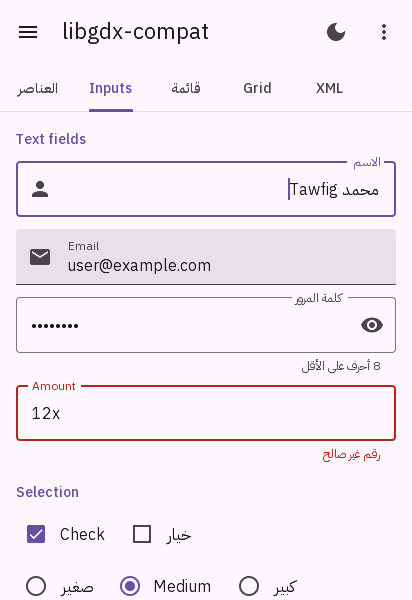 libgdx-compat
العناصر Inputs قائمة Grid XML
Text fields
الاسم
محمد Tawfig
Email
user@example.com
كلمة المرور
••••••••
8 أحرف على الأقل
Amount
12x
رقم غير صالح
Selection
Check خيار
صغير Medium كبير